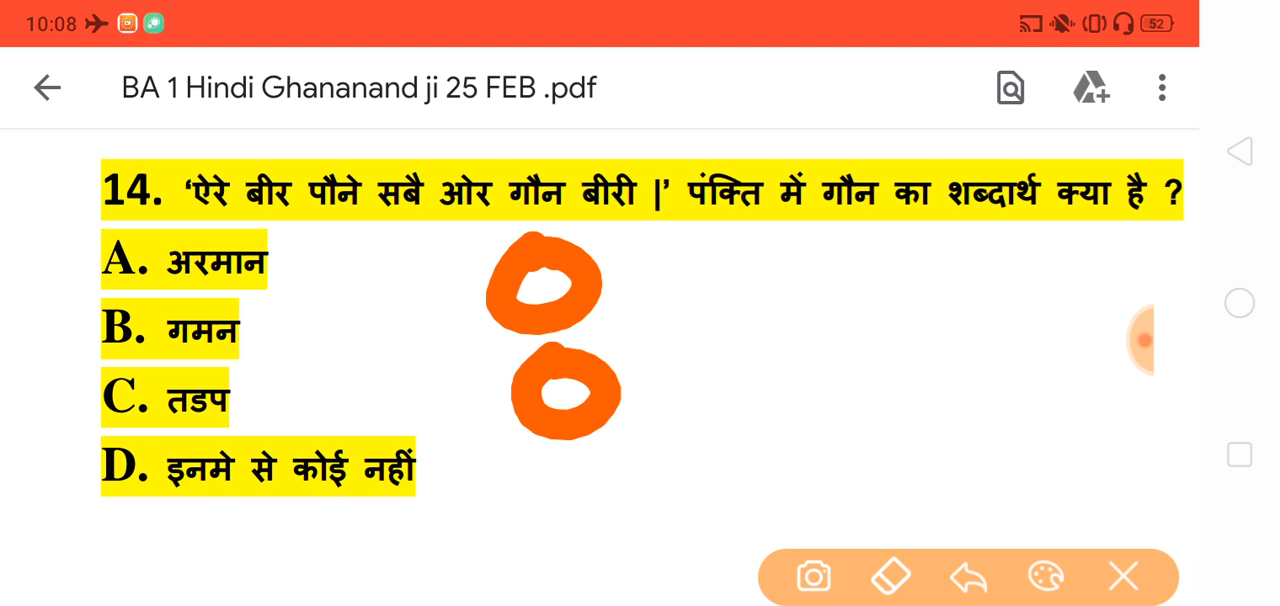 10:08
52
BA 1 Hindi Ghananand ji 25 FEB .pdf
14. ‘ऐरे बीर पौने सबै ओर गौन बीरी |’ पंक्ति में गौन का शब्दार्थ क्या है ?
A. अरमान
B. गमन
C. तडप
D. इनमे से कोई नहीं